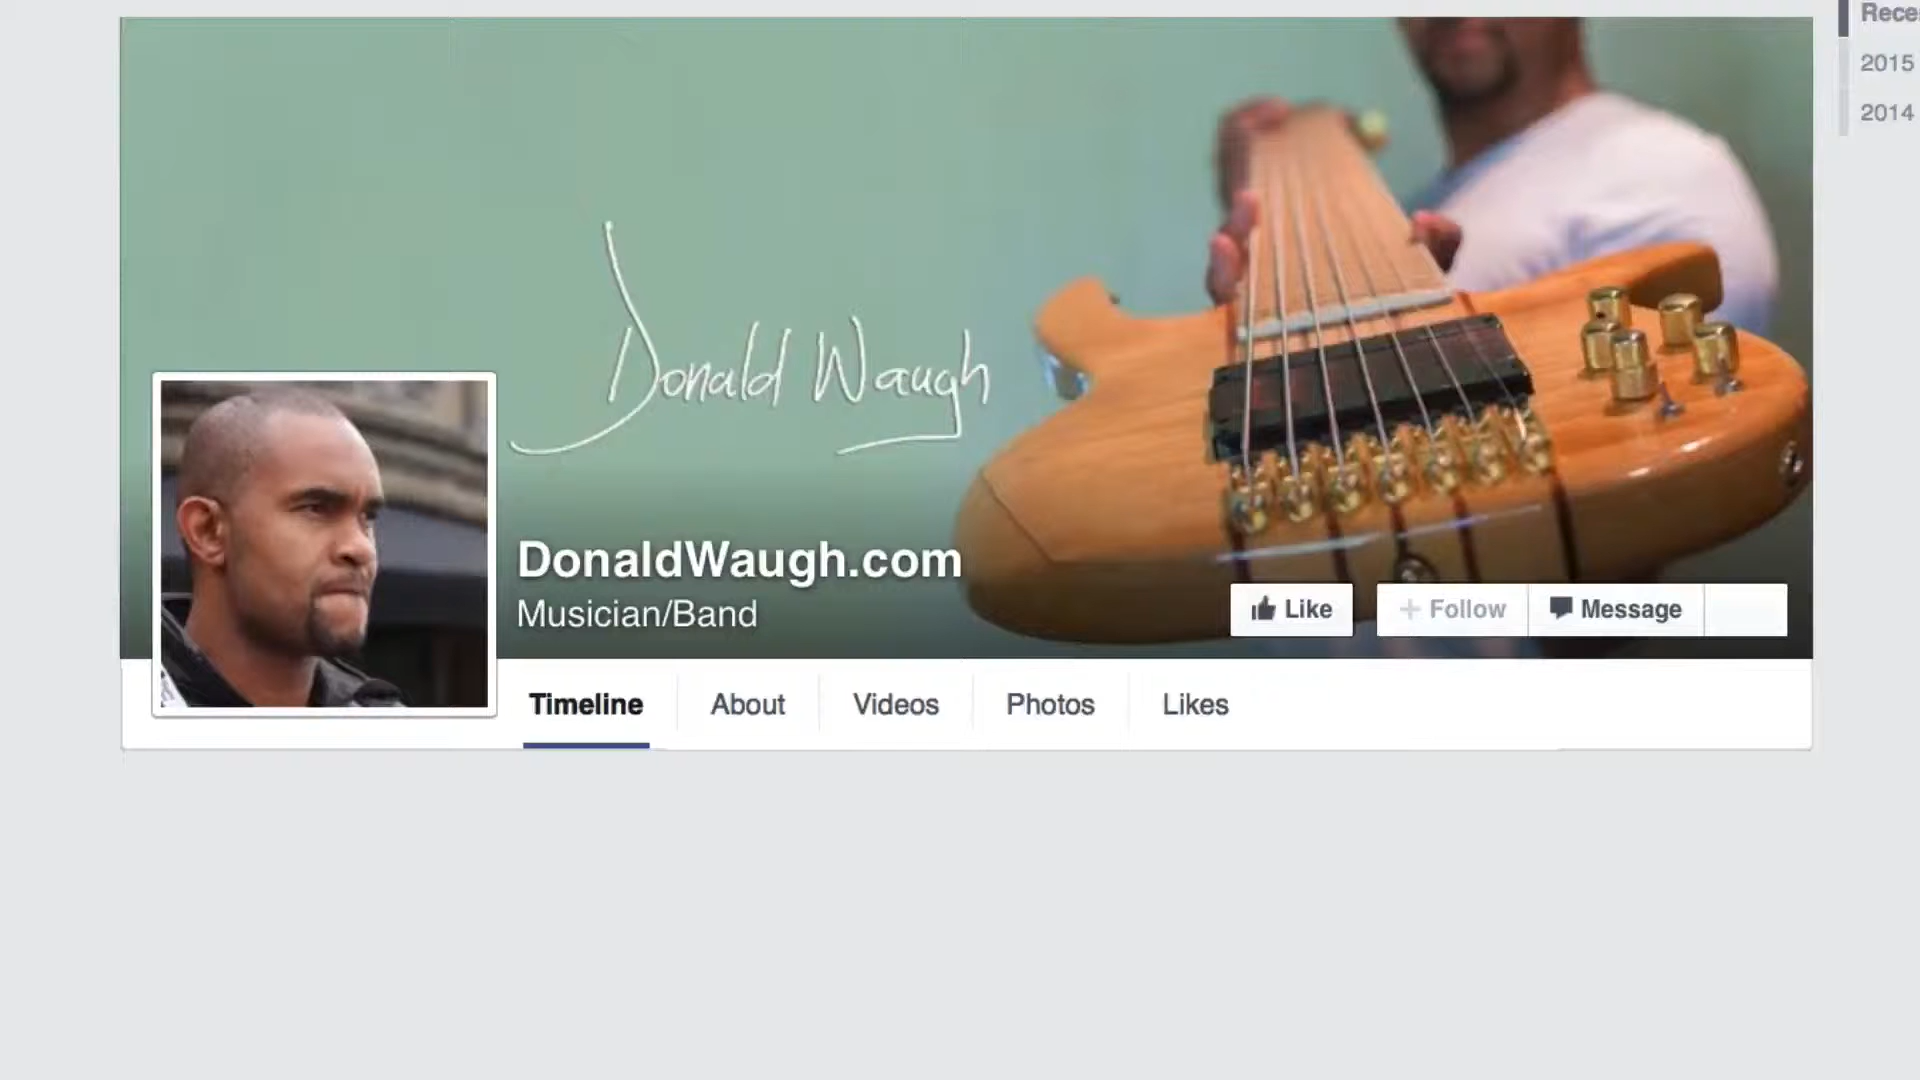 Rece
2015
2014
Donald Waugh
DonaldWaugh.com
Musician/Band
Like
+ Follow
Message
Timeline
About
Videos
Photos
Likes